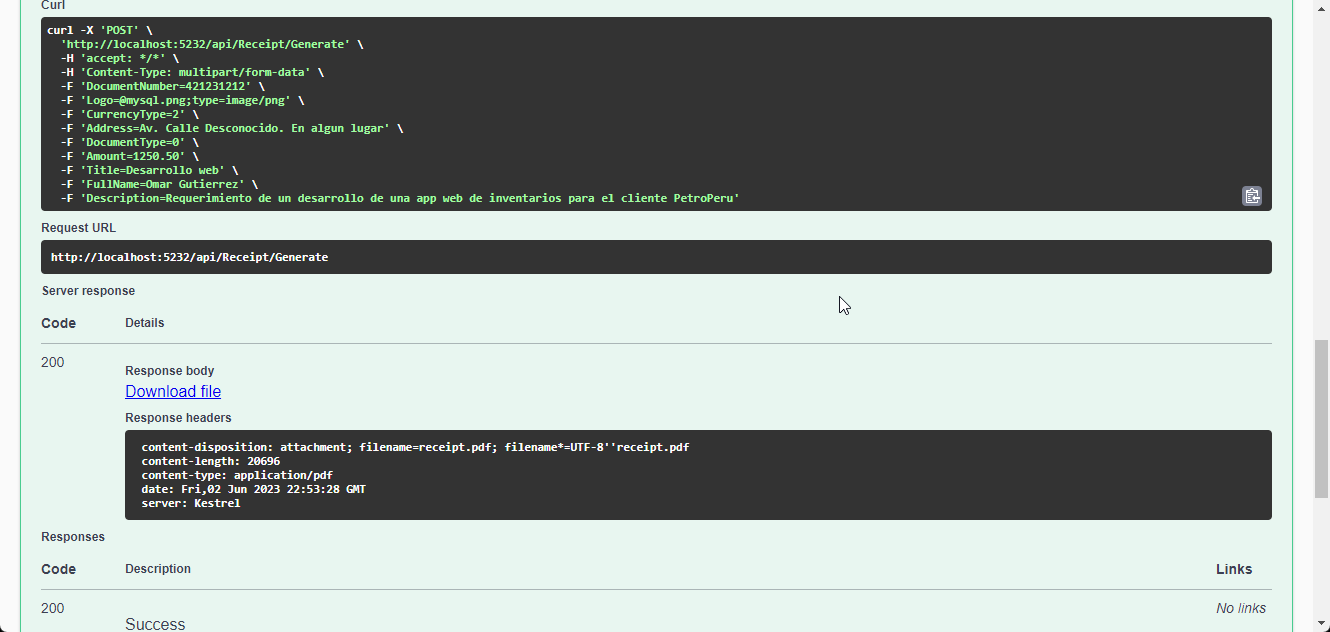 Curl
curl -X 'POST' \
'http://localhost:5232/api/Receipt/Generate' \
-H 'accept: */*' \
-H 'Content-Type: multipart/form-data' \
-F 'DocumentNumber=421231212' \
-F 'Logo=@mysql.png;type=image/png' \
-F 'CurrencyType=2' \
-F 'Address=Av. Calle Desconocido. En algun lugar' \
-F 'DocumentType=0' \
-F 'Amount=1250.50' \
-F 'Title=Desarrollo web' \
-F 'FullName=Omar Gutierrez' \
-F 'Description=Requerimiento de un desarrollo de una app web de inventarios para el cliente PetroPeru'
Request URL
http://localhost:5232/api/Receipt/Generate
Server response
Code Details
200
Response body
Download file
Response headers
content-disposition: attachment; filename=receipt.pdf; filename*=UTF-8''receipt.pdf
content-length: 20696
content-type: application/pdf
date: Fri,02 Jun 2023 22:53:28 GMT
server: Kestrel
Responses
Code Description Links
200 No links
Success